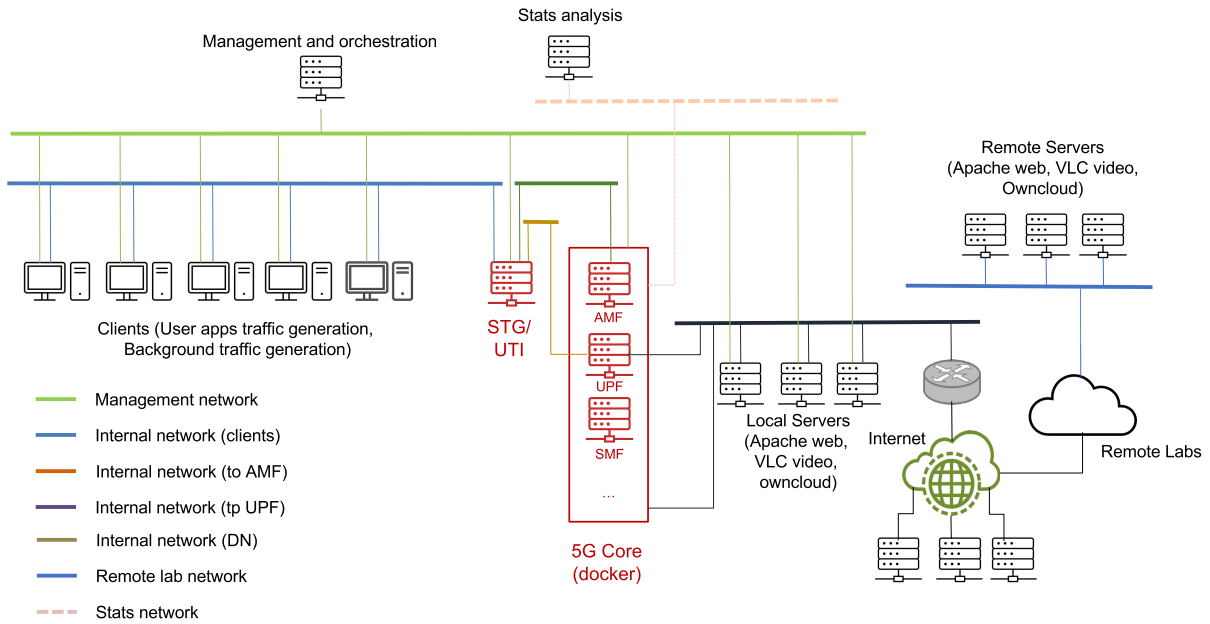 Stats analysis
Management and orchestration
Remote Servers
(Apache web, VLC video,
Owncloud)
STG/
UTI
AMF
UPF
SMF
...
5G Core
(docker)
Clients (User apps traffic generation,
Background traffic generation)
Local Servers
(Apache web,
VLC video,
owncloud)
Internet
Remote Labs
Management network
Internal network (clients)
Internal network (to AMF)
Internal network (tp UPF)
Internal network (DN)
Remote lab network
Stats network